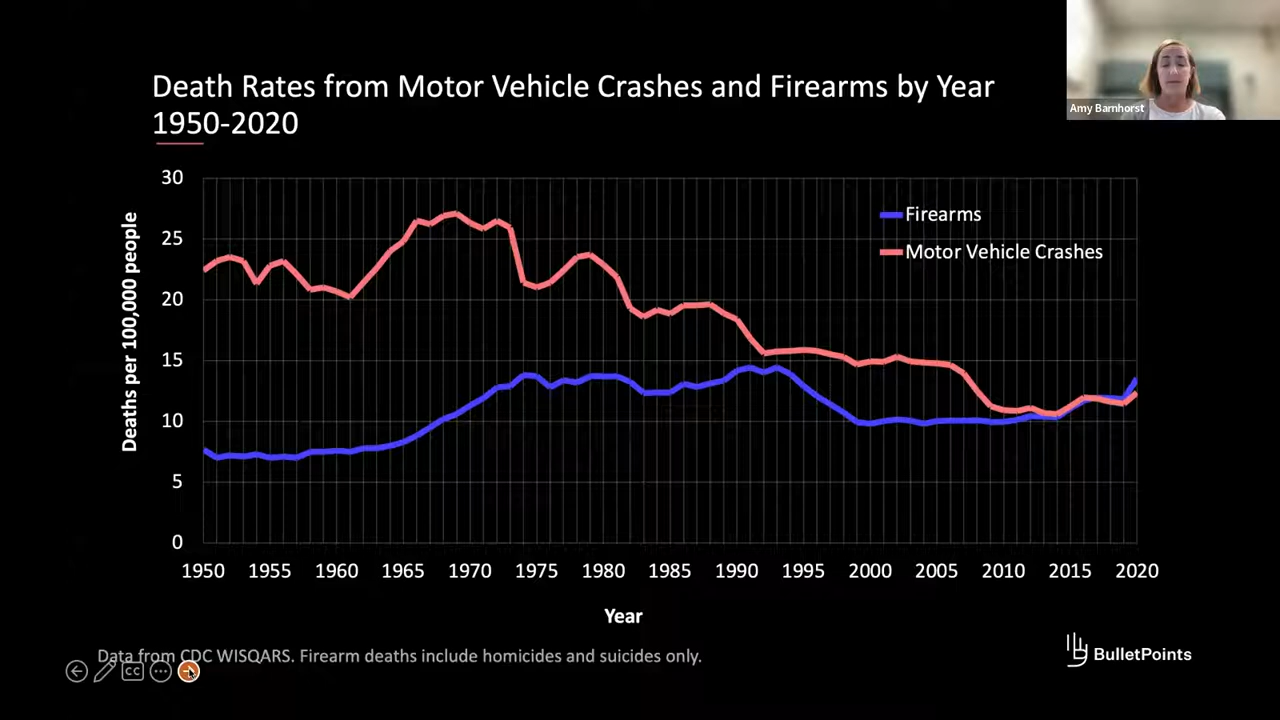 Death Rates from Motor Vehicle Crashes and Firearms by Year
1950-2020
Amy Barnhorst
Deaths per 100,000 people
30
25
20
15
10
5
0
Firearms
Motor Vehicle Crashes
1950 1955 1960 1965 1970 1975 1980 1985 1990 1995 2000 2005 2010 2015 2020
Year
Data from CDC WISQARS. Firearm deaths include homicides and suicides only.
CC
BulletPoints